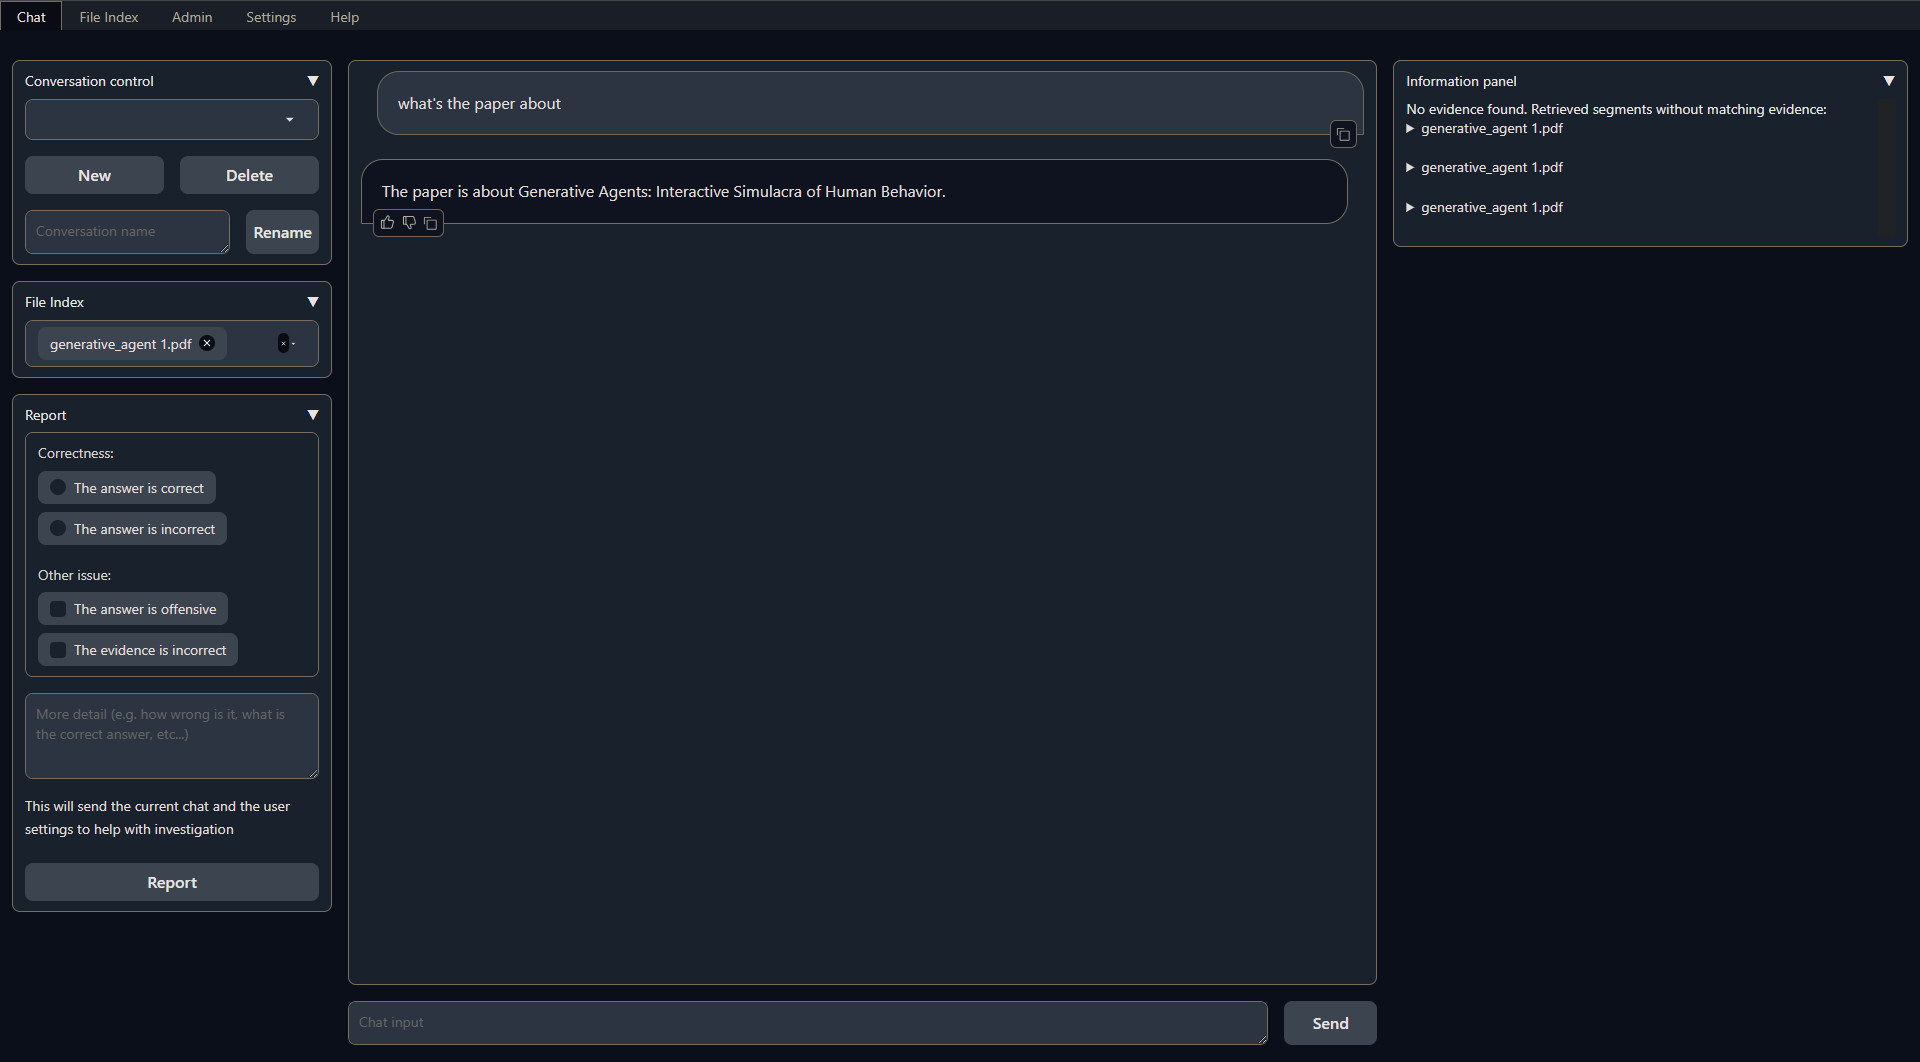 Chat File Index Admin Settings Help
Conversation control
New Delete
Conversation name Rename
File Index
generative_agent 1.pdf
Report
Correctness:
The answer is correct
The answer is incorrect
Other issue:
The answer is offensive
The evidence is incorrect
More detail (e.g. how wrong is it, what is
the correct answer, etc...)
This will send the current chat and the user
settings to help with investigation
Report
what's the paper about
The paper is about Generative Agents: Interactive Simulacra of Human Behavior.
Chat input Send
Information panel
No evidence found. Retrieved segments without matching evidence:
generative_agent 1.pdf
generative_agent 1.pdf
generative_agent 1.pdf